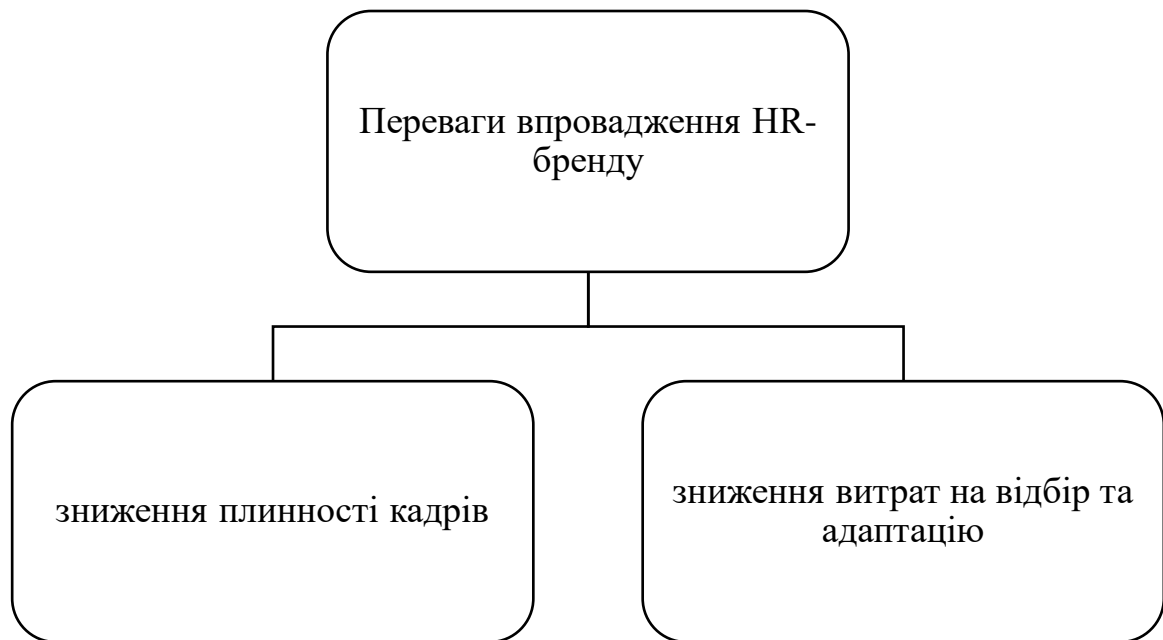 Переваги впровадження HR-
бренду
зниження плинності кадрів
зниження витрат на відбір та
адаптацію